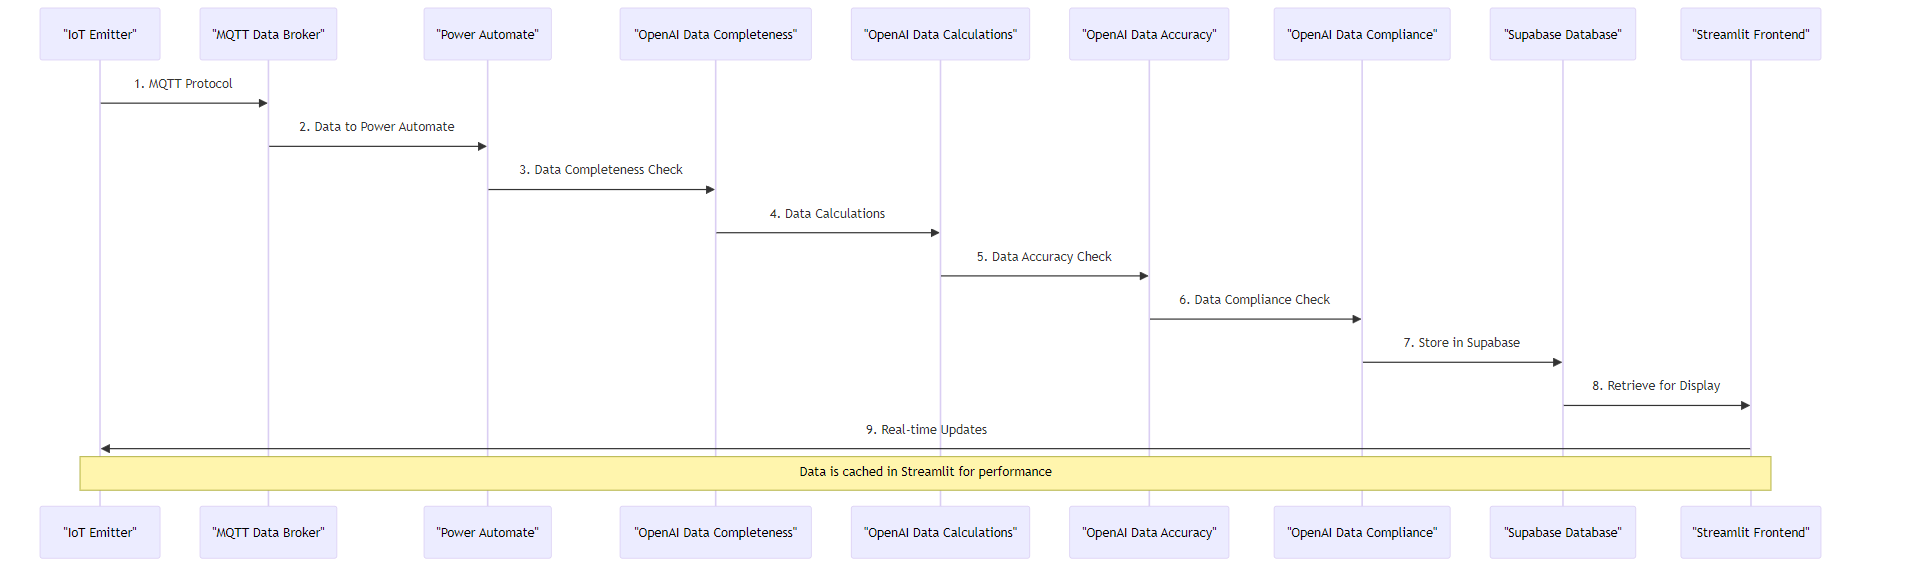 "IoT Emitter"
"MQTT Data Broker"
"Power Automate"
"OpenAI Data Completeness"
"OpenAI Data Calculations"
"OpenAI Data Accuracy"
"OpenAI Data Compliance"
"Supabase Database"
"Streamlit Frontend"
1. MQTT Protocol
2. Data to Power Automate
3. Data Completeness Check
4. Data Calculations
5. Data Accuracy Check
6. Data Compliance Check
7. Store in Supabase
8. Retrieve for Display
9. Real-time Updates
Data is cached in Streamlit for performance
"IoT Emitter"
"MQTT Data Broker"
"Power Automate"
"OpenAI Data Completeness"
"OpenAI Data Calculations"
"OpenAI Data Accuracy"
"OpenAI Data Compliance"
"Supabase Database"
"Streamlit Frontend"